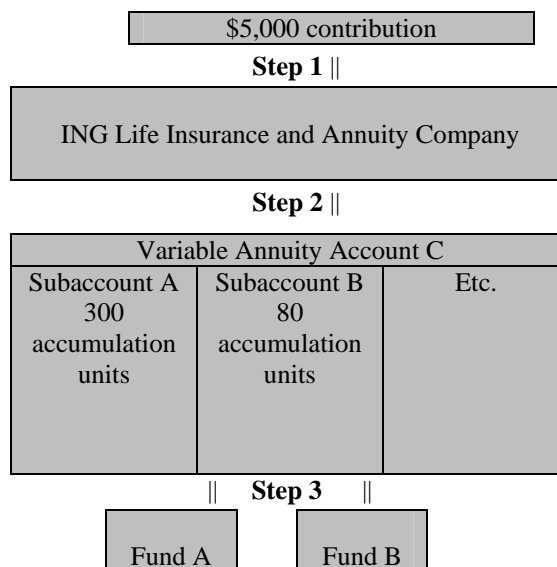 $5,000 contribution
Step 1 ||
ING Life Insurance and Annuity Company
Step 2 ||
Variable Annuity Account C
Subaccount A
300
accumulation
units
Subaccount B
80
accumulation
units
Etc.
|| Step 3 ||
Fund A
Fund B